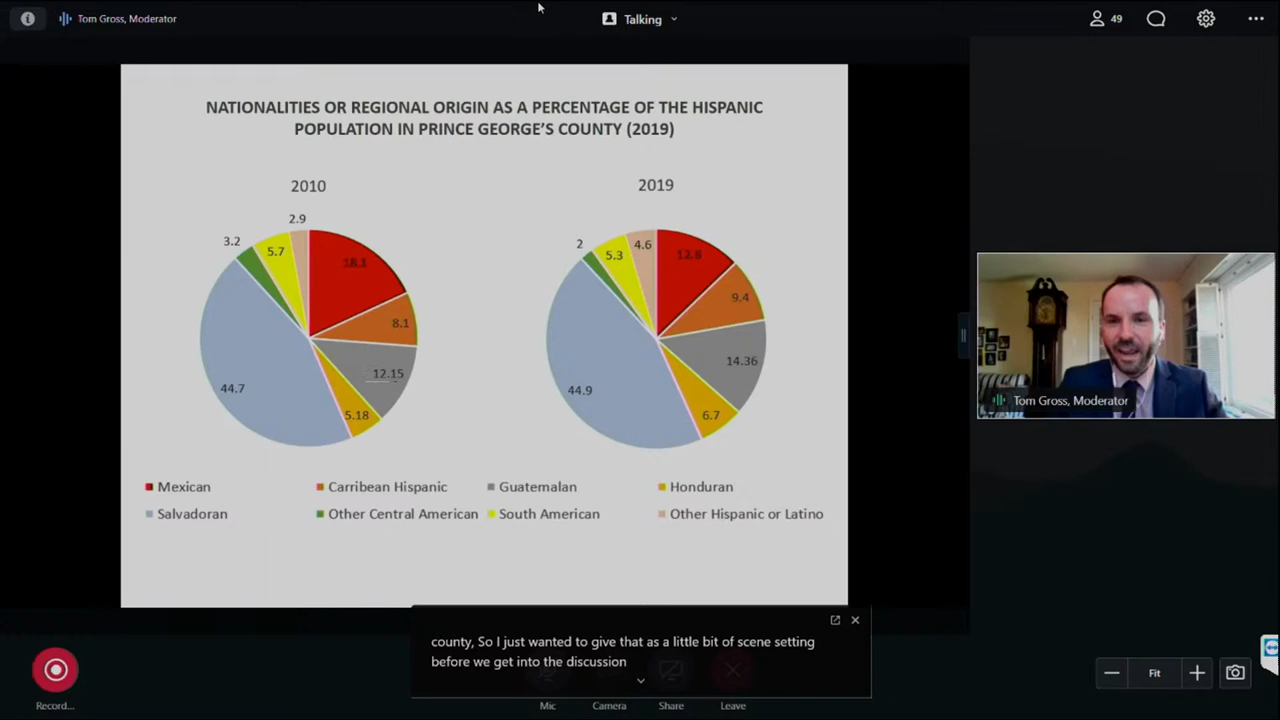 Tom Gross, Moderator
Talking
49
NATIONALITIES OR REGIONAL ORIGIN AS A PERCENTAGE OF THE HISPANIC
POPULATION IN PRINCE GEORGE'S COUNTY (2019)
2010
2.9
3.2
5.7
18.1
8.1
12.15
5.18
44.7
2019
2
5.3
4.6
12.8
9.4
14.36
6.7
44.9
Mexican
Carribean Hispanic
Guatemalan
Honduran
Salvadoran
Other Central American
South American
Other Hispanic or Latino
Tom Gross, Moderator
county, So I just wanted to give that as a little bit of scene setting
before we get into the discussion
Record...
Mic
Camera
Share
Leave
Fit